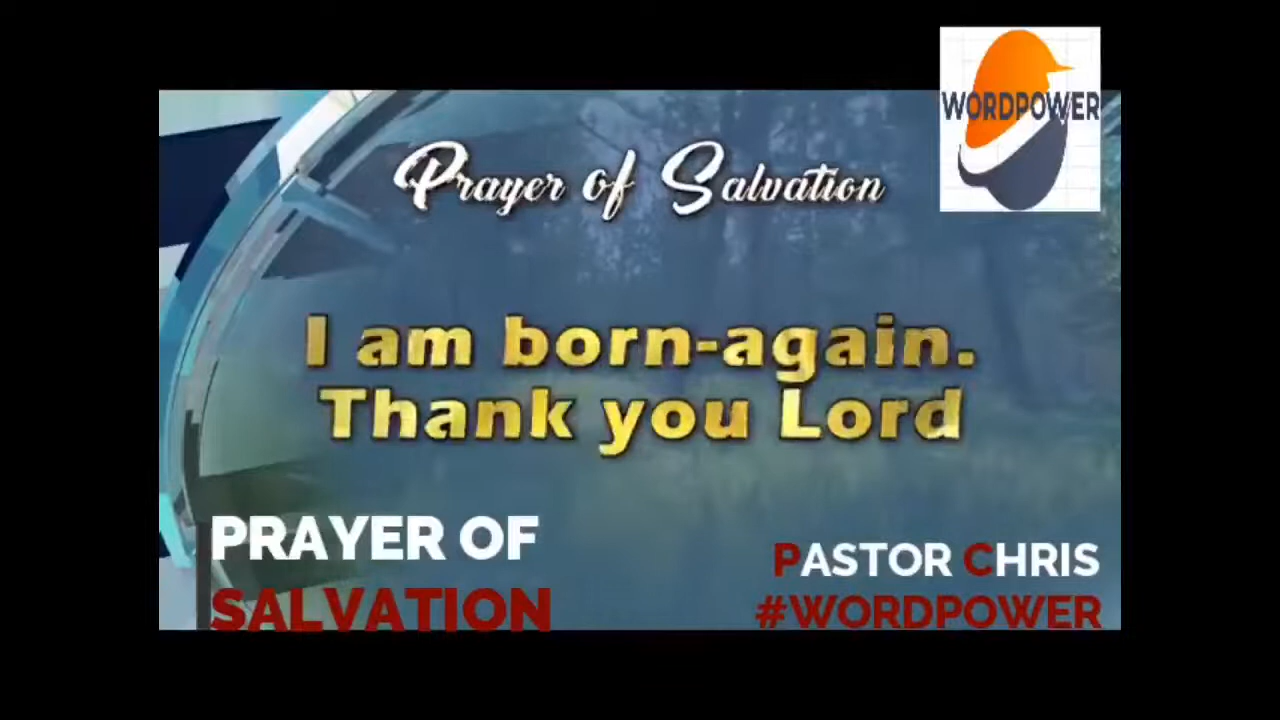 WORDPOWER
Prayer of Salvation
I am born-again.
Thank you Lord
PRAYER OF
SALVATION
PASTOR CHRIS
#WORDPOWER